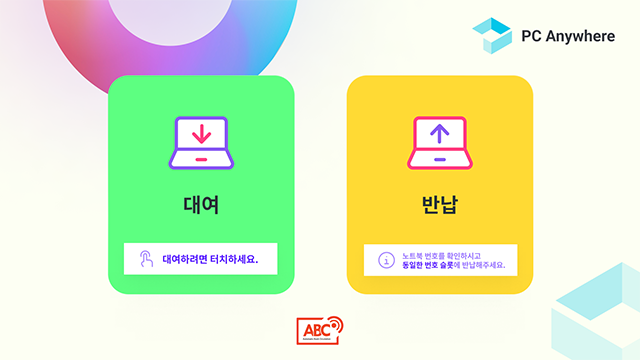 PC Anywhere
대여
반납
대여하려면 터치하세요.
노트북 번호를 확인하시고
동일한 번호 슬롯에 반납해주세요.
ABC